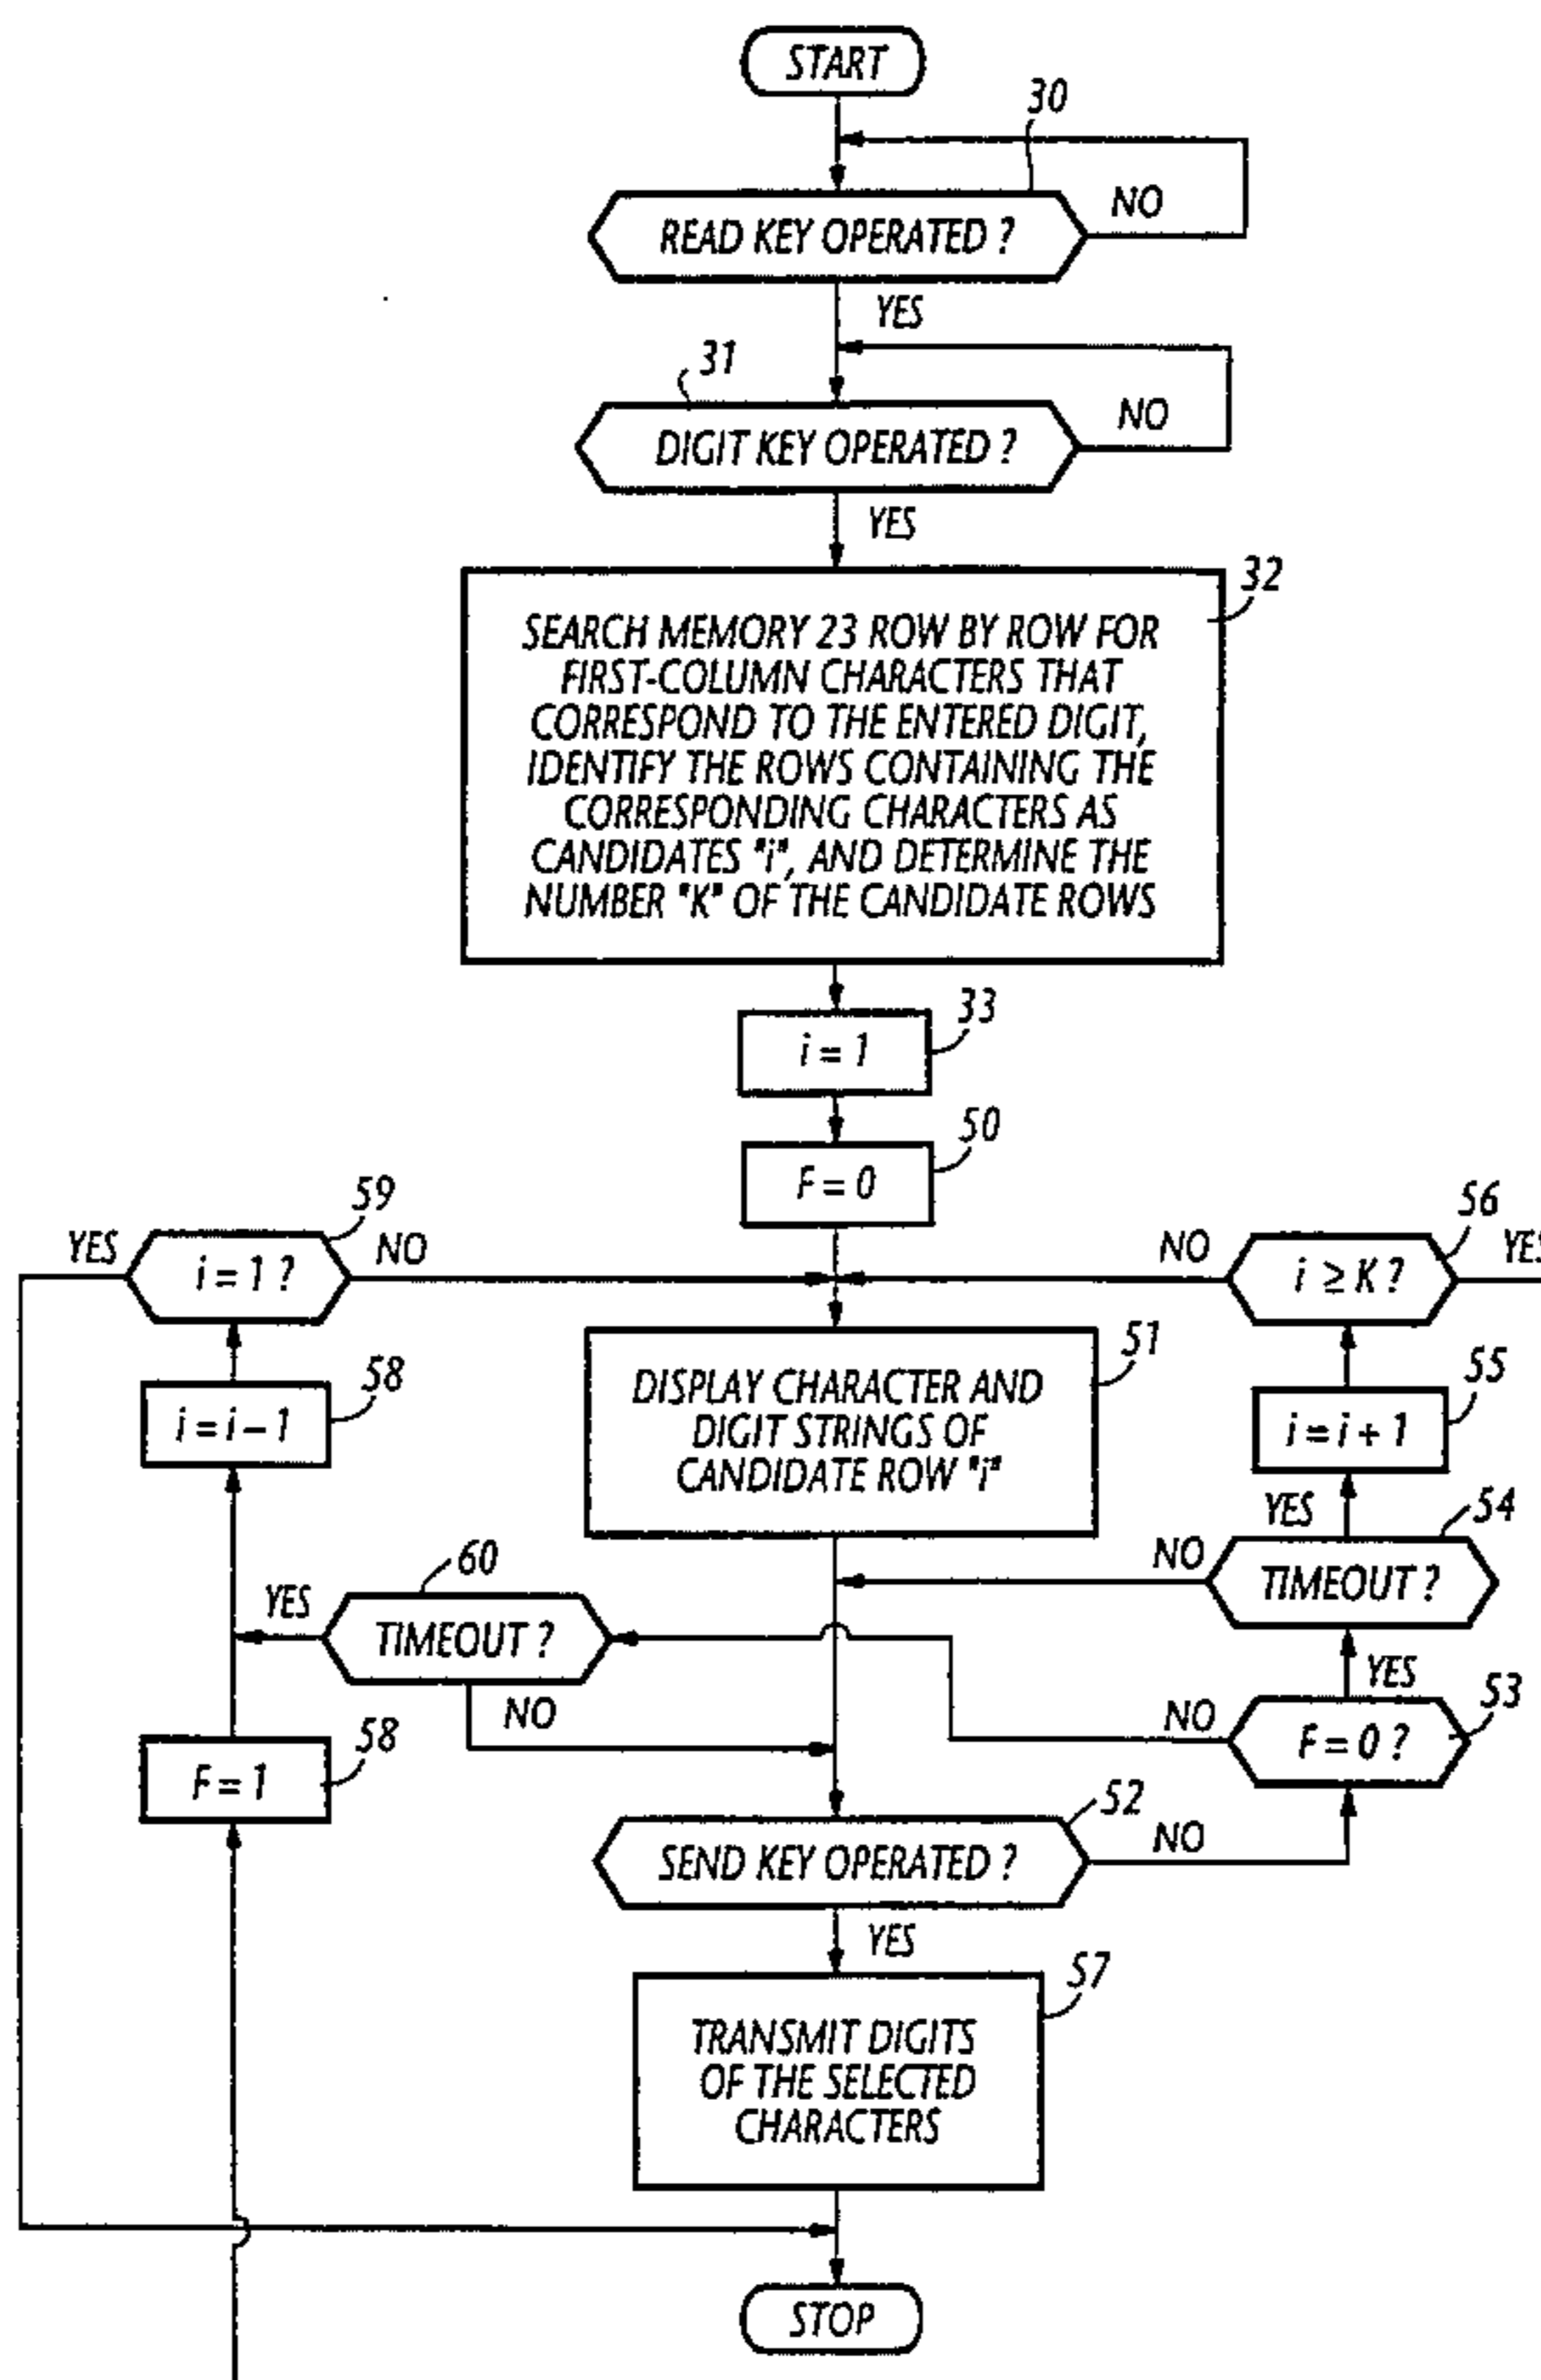 START
30
READ KEY OPERATED ?
NO
YES
31
DIGIT KEY OPERATED ?
NO
YES
32
SEARCH MEMORY 23 ROW BY ROW FOR
FIRST-COLUMN CHARACTERS THAT
CORRESPOND TO THE ENTERED DIGIT,
IDENTIFY THE ROWS CONTAINING THE
CORRESPONDING CHARACTERS AS
CANDIDATES "i", AND DETERMINE THE
NUMBER "K" OF THE CANDIDATE ROWS
33
i = 1
50
F = 0
59
YES
i = 1 ?
NO
56
NO
i ≥ K ?
YES
51
DISPLAY CHARACTER AND
DIGIT STRINGS OF
CANDIDATE ROW "i"
58
i = i – 1
55
i = i + 1
YES
54
NO
TIMEOUT ?
60
YES
TIMEOUT ?
NO
YES
53
NO
F = 0 ?
58
F = 1
52
SEND KEY OPERATED ?
NO
YES
57
TRANSMIT DIGITS
OF THE SELECTED
CHARACTERS
STOP